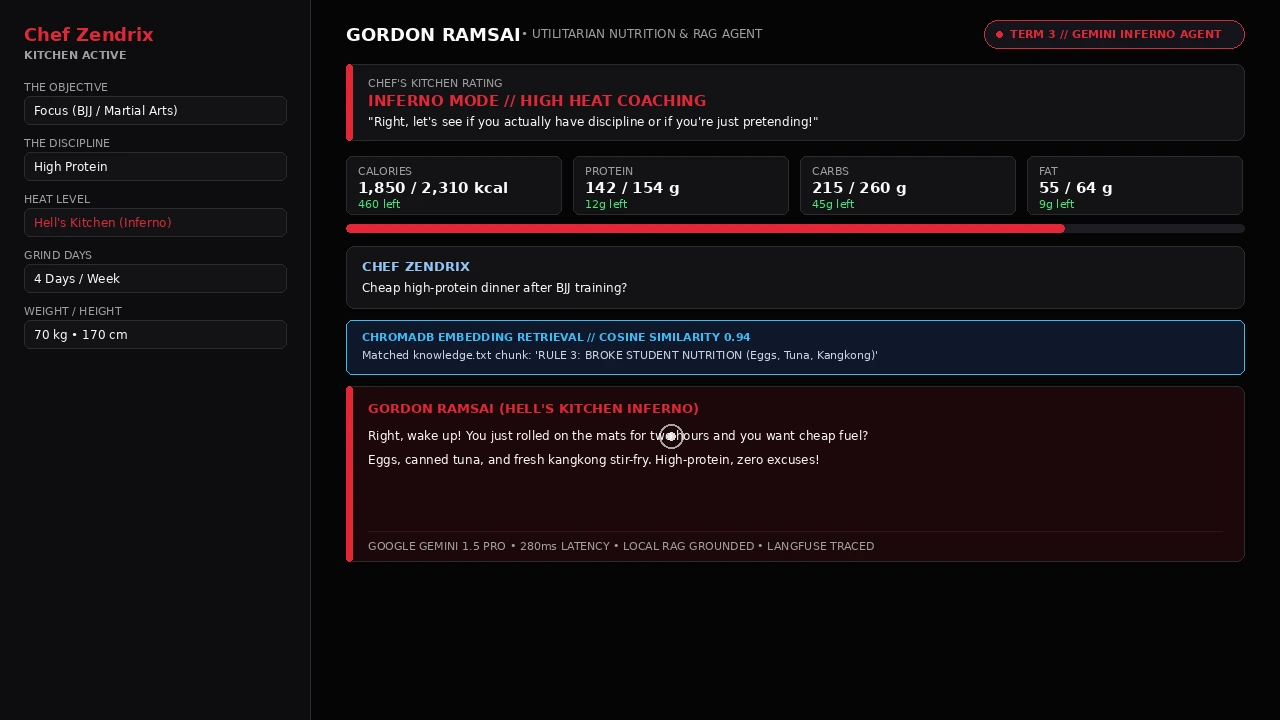 Chef Zendrix
KITCHEN ACTIVE
THE OBJECTIVE
Focus (BJJ / Martial Arts)
THE DISCIPLINE
High Protein
HEAT LEVEL
Hell's Kitchen (Inferno)
GRIND DAYS
4 Days / Week
WEIGHT / HEIGHT
70 kg • 170 cm
GORDON RAMSAI • UTILITARIAN NUTRITION & RAG AGENT
TERM 3 // GEMINI INFERNO AGENT
CHEF'S KITCHEN RATING
INFERNO MODE // HIGH HEAT COACHING
"Right, let's see if you actually have discipline or if you're just pretending!"
CALORIES
1,850 / 2,310 kcal
460 left
PROTEIN
142 / 154 g
12g left
CARBS
215 / 260 g
45g left
FAT
55 / 64 g
9g left
CHEF ZENDRIX
Cheap high-protein dinner after BJJ training?
CHROMADB EMBEDDING RETRIEVAL // COSINE SIMILARITY 0.94
Matched knowledge.txt chunk: 'RULE 3: BROKE STUDENT NUTRITION (Eggs, Tuna, Kangkong)'
GORDON RAMSAI (HELL'S KITCHEN INFERNO)
Right, wake up! You just rolled on the mats for two hours and you want cheap fuel?
Eggs, canned tuna, and fresh kangkong stir-fry. High-protein, zero excuses!
GOOGLE GEMINI 1.5 PRO • 280ms LATENCY • LOCAL RAG GROUNDED • LANGFUSE TRACED